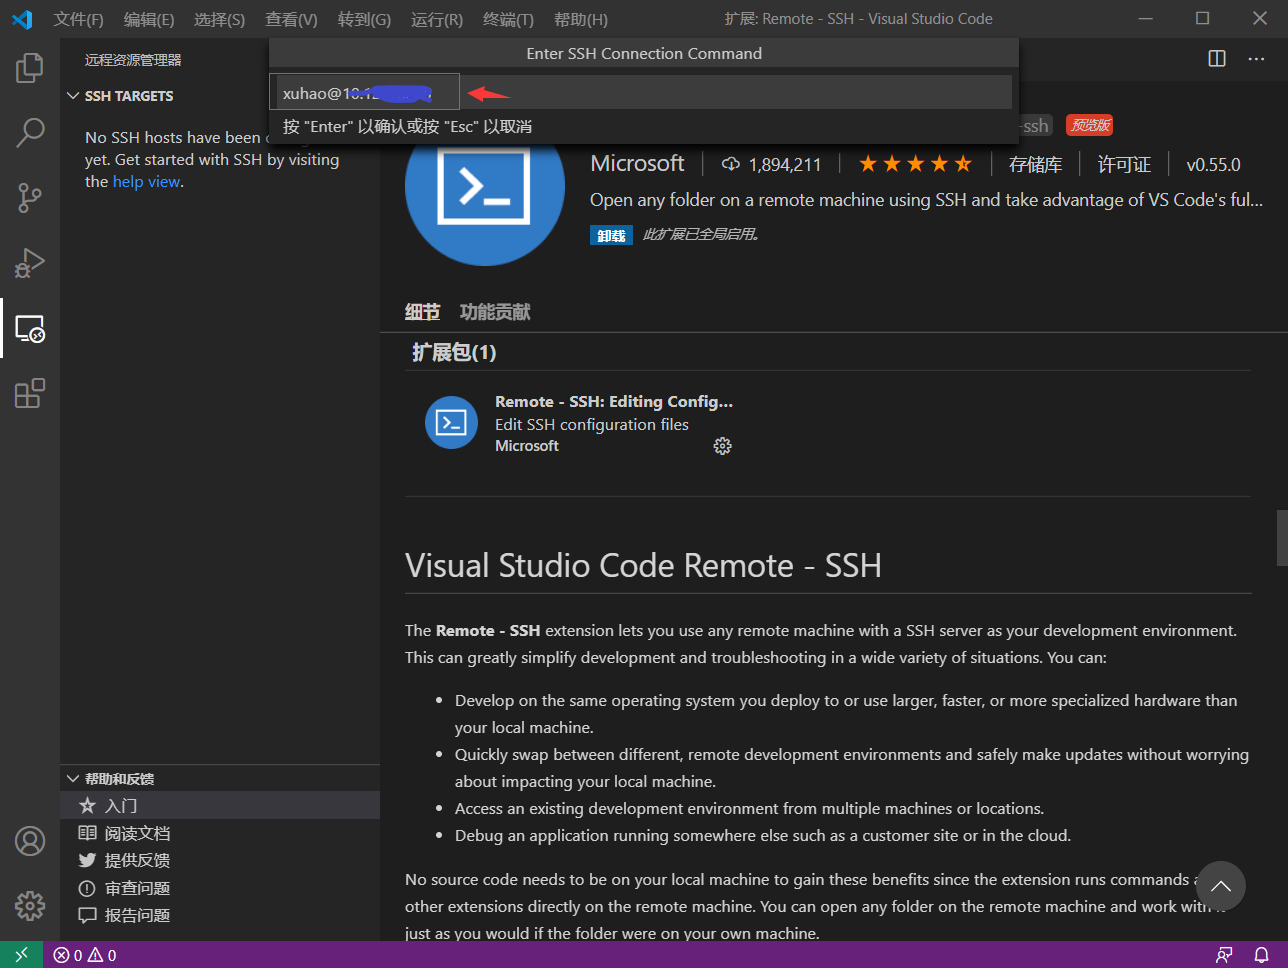 文件(F) 编辑(E) 选择(S) 查看(V) 转到(G) 运行(R) 终端(T) 帮助(H) 扩展: Remote - SSH - Visual Studio Code
远程资源管理器
Enter SSH Connection Command
SSH TARGETS
xuhao@10.12
按 "Enter" 以确认或按 "Esc" 以取消
No SSH hosts have been
yet. Get started with SSH by visiting
the help view.
-ssh 预览版
Microsoft 1,894,211 存储库 许可证 v0.55.0
Open any folder on a remote machine using SSH and take advantage of VS Code's ful...
卸载 此扩展已全局启用。
细节 功能贡献
扩展包(1)
Remote - SSH: Editing Config...
Edit SSH configuration files
Microsoft
Visual Studio Code Remote - SSH
The Remote - SSH extension lets you use any remote machine with a SSH server as your development environment.
This can greatly simplify development and troubleshooting in a wide variety of situations. You can:
• Develop on the same operating system you deploy to or use larger, faster, or more specialized hardware than
your local machine.
• Quickly swap between different, remote development environments and safely make updates without worrying
about impacting your local machine.
• Access an existing development environment from multiple machines or locations.
• Debug an application running somewhere else such as a customer site or in the cloud.
No source code needs to be on your local machine to gain these benefits since the extension runs commands
other extensions directly on the remote machine. You can open any folder on the remote machine and work with
just as you would if the folder were on your own machine.
帮助和反馈
入门
阅读文档
提供反馈
审查问题
报告问题
0 0